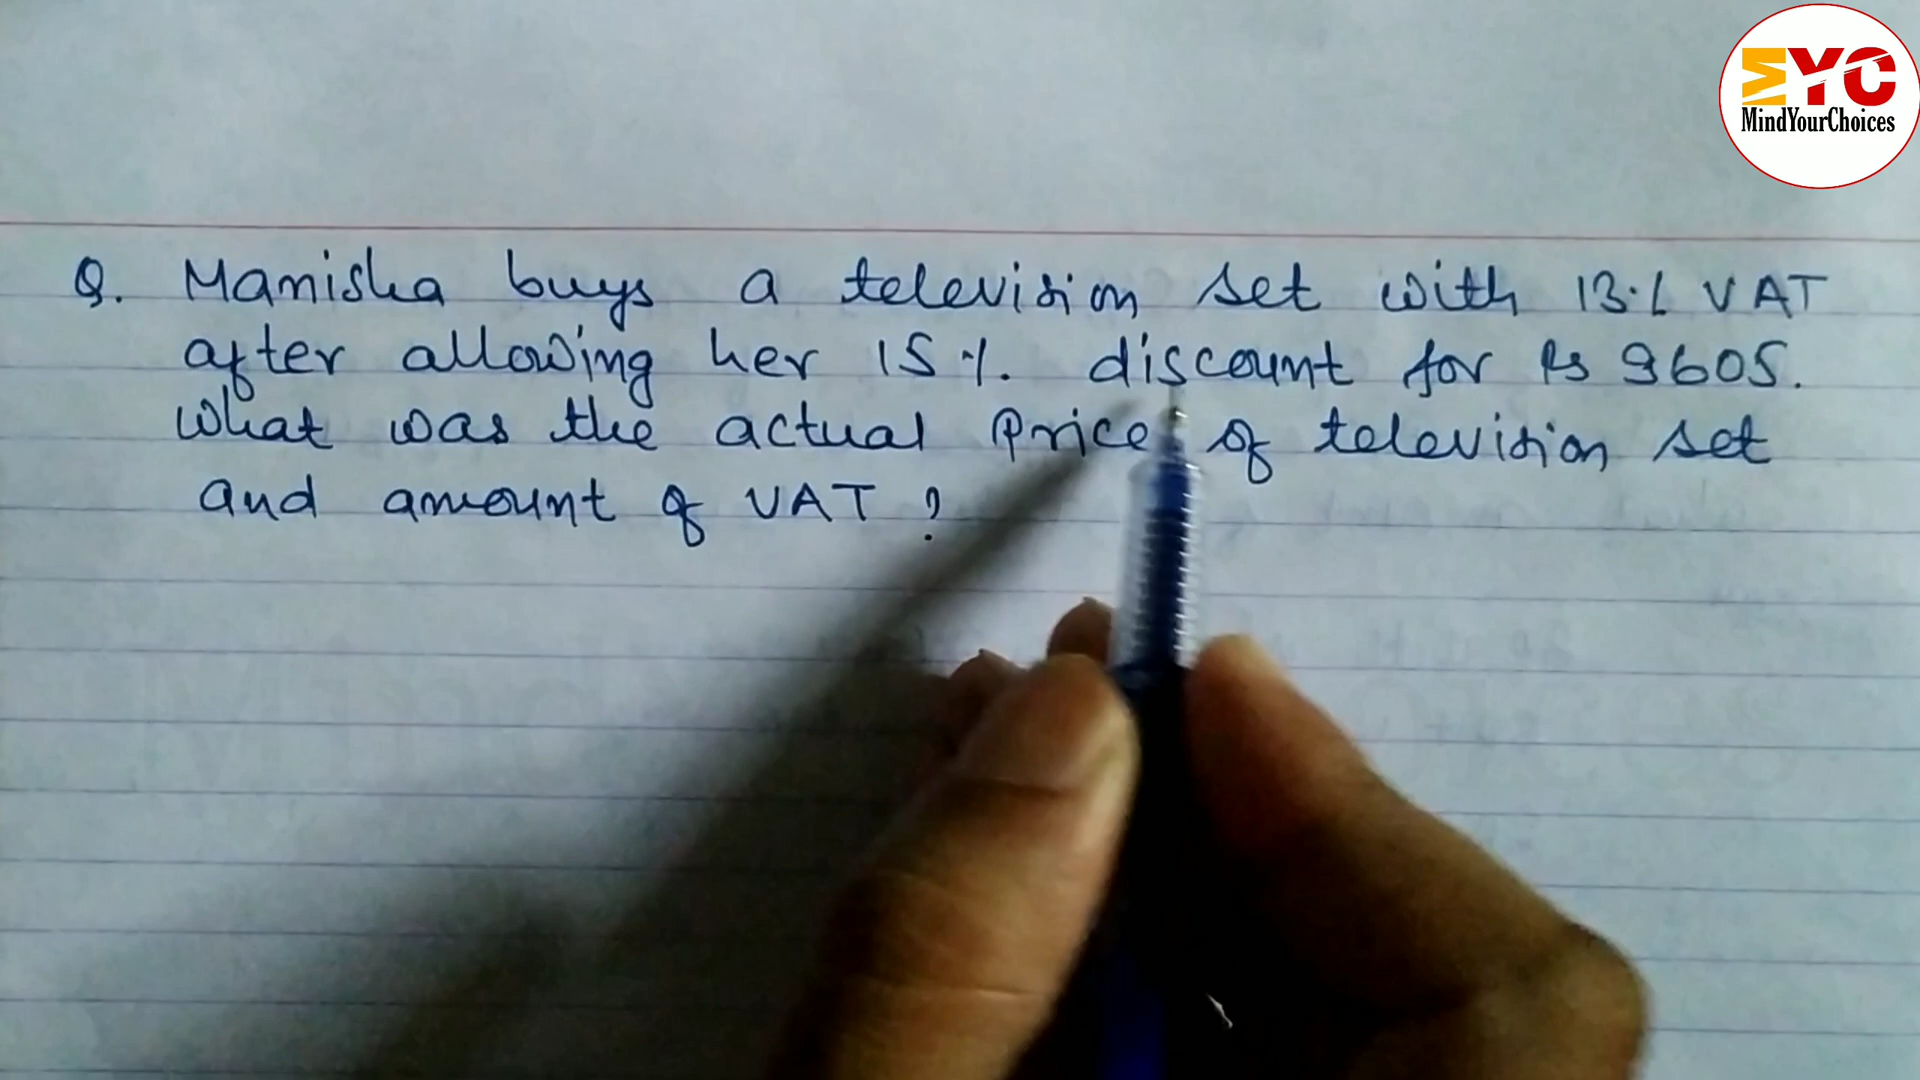 MYC
MindYourChoices
Q. Manisha buys a television set with 13% VAT
after allowing her 15%. discount for Rs 9605.
What was the actual Price of television set
and amount of VAT ?